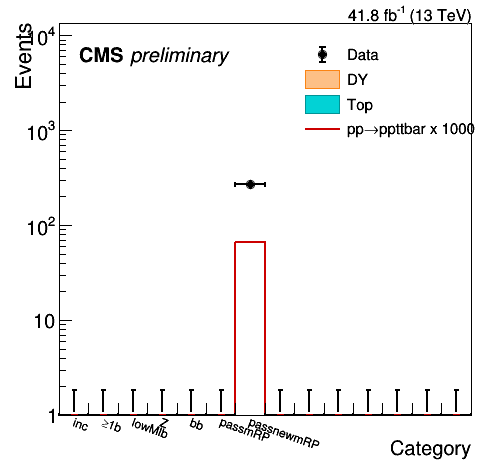 41.8 fb⁻¹ (13 TeV)
Events
CMS preliminary
Data
DY
Top
pp→ppttbar x 1000
10⁴
10³
10²
10
1
inc
≥1b
lowMlb
Z
bb
passmRP
passnewmRP
Category